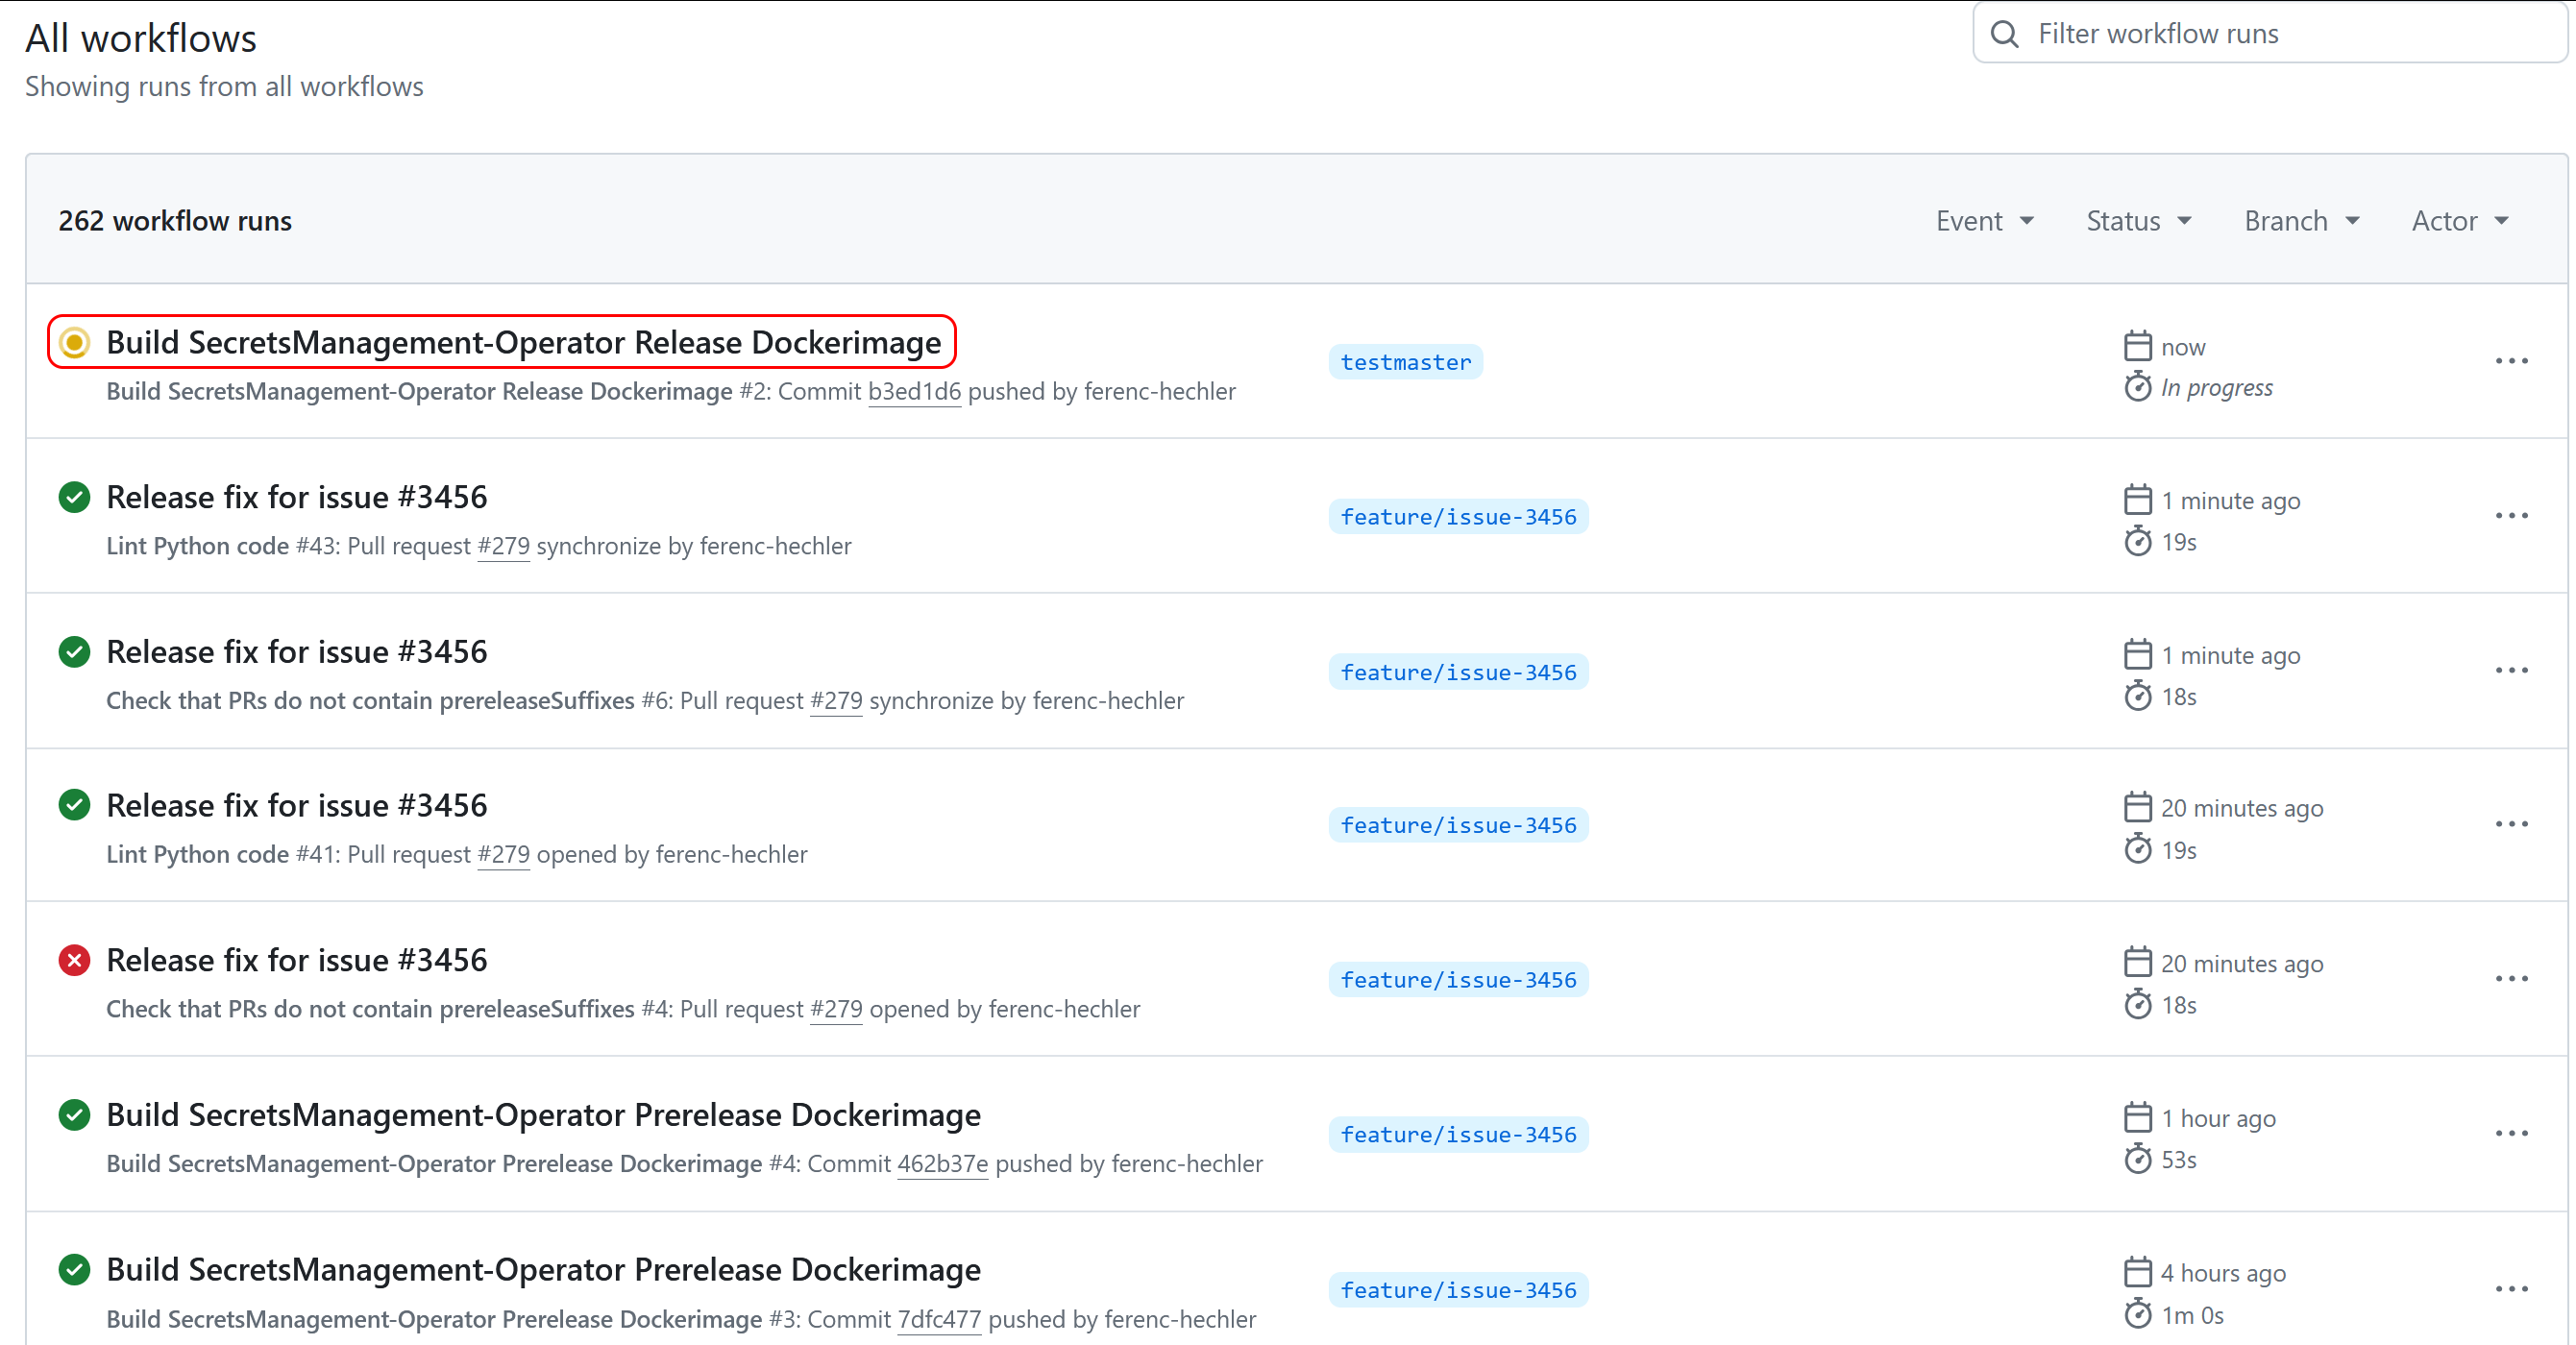 All workflows
Filter workflow runs
Showing runs from all workflows
262 workflow runs
Event Status Branch Actor
Build SecretsManagement-Operator Release Dockerimage
Build SecretsManagement-Operator Release Dockerimage #2: Commit b3ed1d6 pushed by ferenc-hechler
testmaster
now
In progress
Release fix for issue #3456
Lint Python code #43: Pull request #279 synchronize by ferenc-hechler
feature/issue-3456
1 minute ago
19s
Release fix for issue #3456
Check that PRs do not contain prereleaseSuffixes #6: Pull request #279 synchronize by ferenc-hechler
feature/issue-3456
1 minute ago
18s
Release fix for issue #3456
Lint Python code #41: Pull request #279 opened by ferenc-hechler
feature/issue-3456
20 minutes ago
19s
Release fix for issue #3456
Check that PRs do not contain prereleaseSuffixes #4: Pull request #279 opened by ferenc-hechler
feature/issue-3456
20 minutes ago
18s
Build SecretsManagement-Operator Prerelease Dockerimage
Build SecretsManagement-Operator Prerelease Dockerimage #4: Commit 462b37e pushed by ferenc-hechler
feature/issue-3456
1 hour ago
53s
Build SecretsManagement-Operator Prerelease Dockerimage
Build SecretsManagement-Operator Prerelease Dockerimage #3: Commit 7dfc477 pushed by ferenc-hechler
feature/issue-3456
4 hours ago
1m 0s